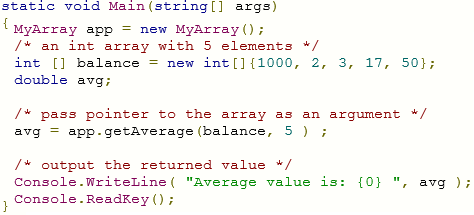 static void Main(string[] args)
{
MyArray app = new MyArray();
/* an int array with 5 elements */
int [] balance = new int[]{1000, 2, 3, 17, 50};
double avg;
/* pass pointer to the array as an argument */
avg = app.getAverage(balance, 5 ) ;
/* output the returned value */
Console.WriteLine( "Average value is: {0} ", avg );
Console.ReadKey();
}